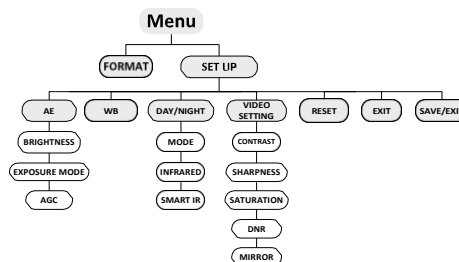 Menu
FORMAT
SET UP
AE
WB
DAY/NIGHT
VIDEO
SETTING
RESET
EXIT
SAVE/EXI
BRIGHTNESS
MODE
CONTRAST
EXPOSURE MODE
INFRARED
SHARPNESS
AGC
SMART IR
SATURATION
DNR
MIRROR